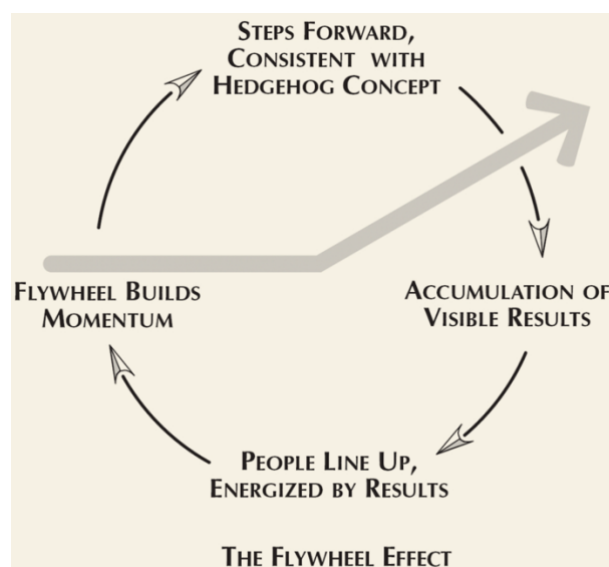 STEPS FORWARD,
CONSISTENT WITH
HEDGEHOG CONCEPT
FLYWHEEL BUILDS
MOMENTUM
ACCUMULATION OF
VISIBLE RESULTS
PEOPLE LINE UP,
ENERGIZED BY RESULTS
THE FLYWHEEL EFFECT